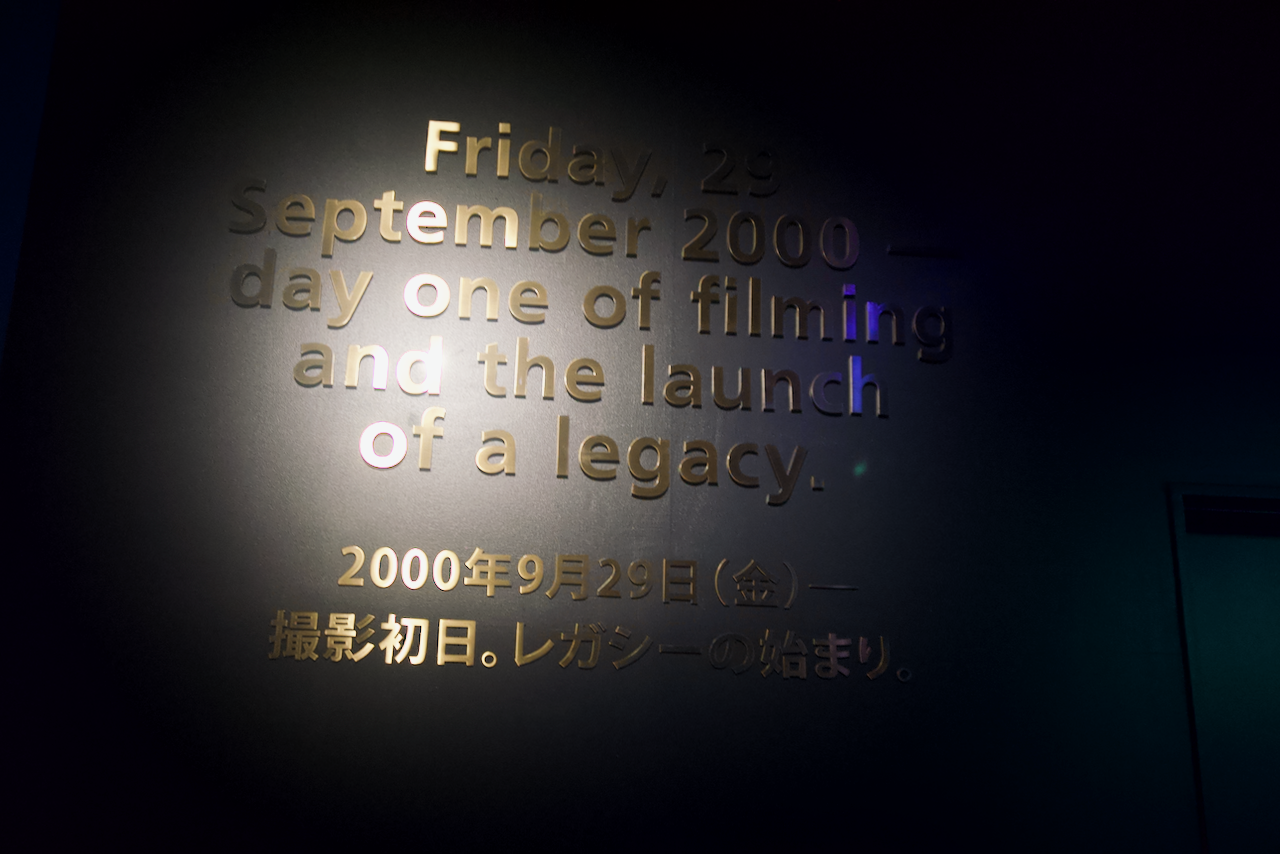 Friday, 29
September 2000 —
day one of filming
and the launch
of a legacy.
2000年9月29日(金)—
撮影初日。レガシーの始まり。